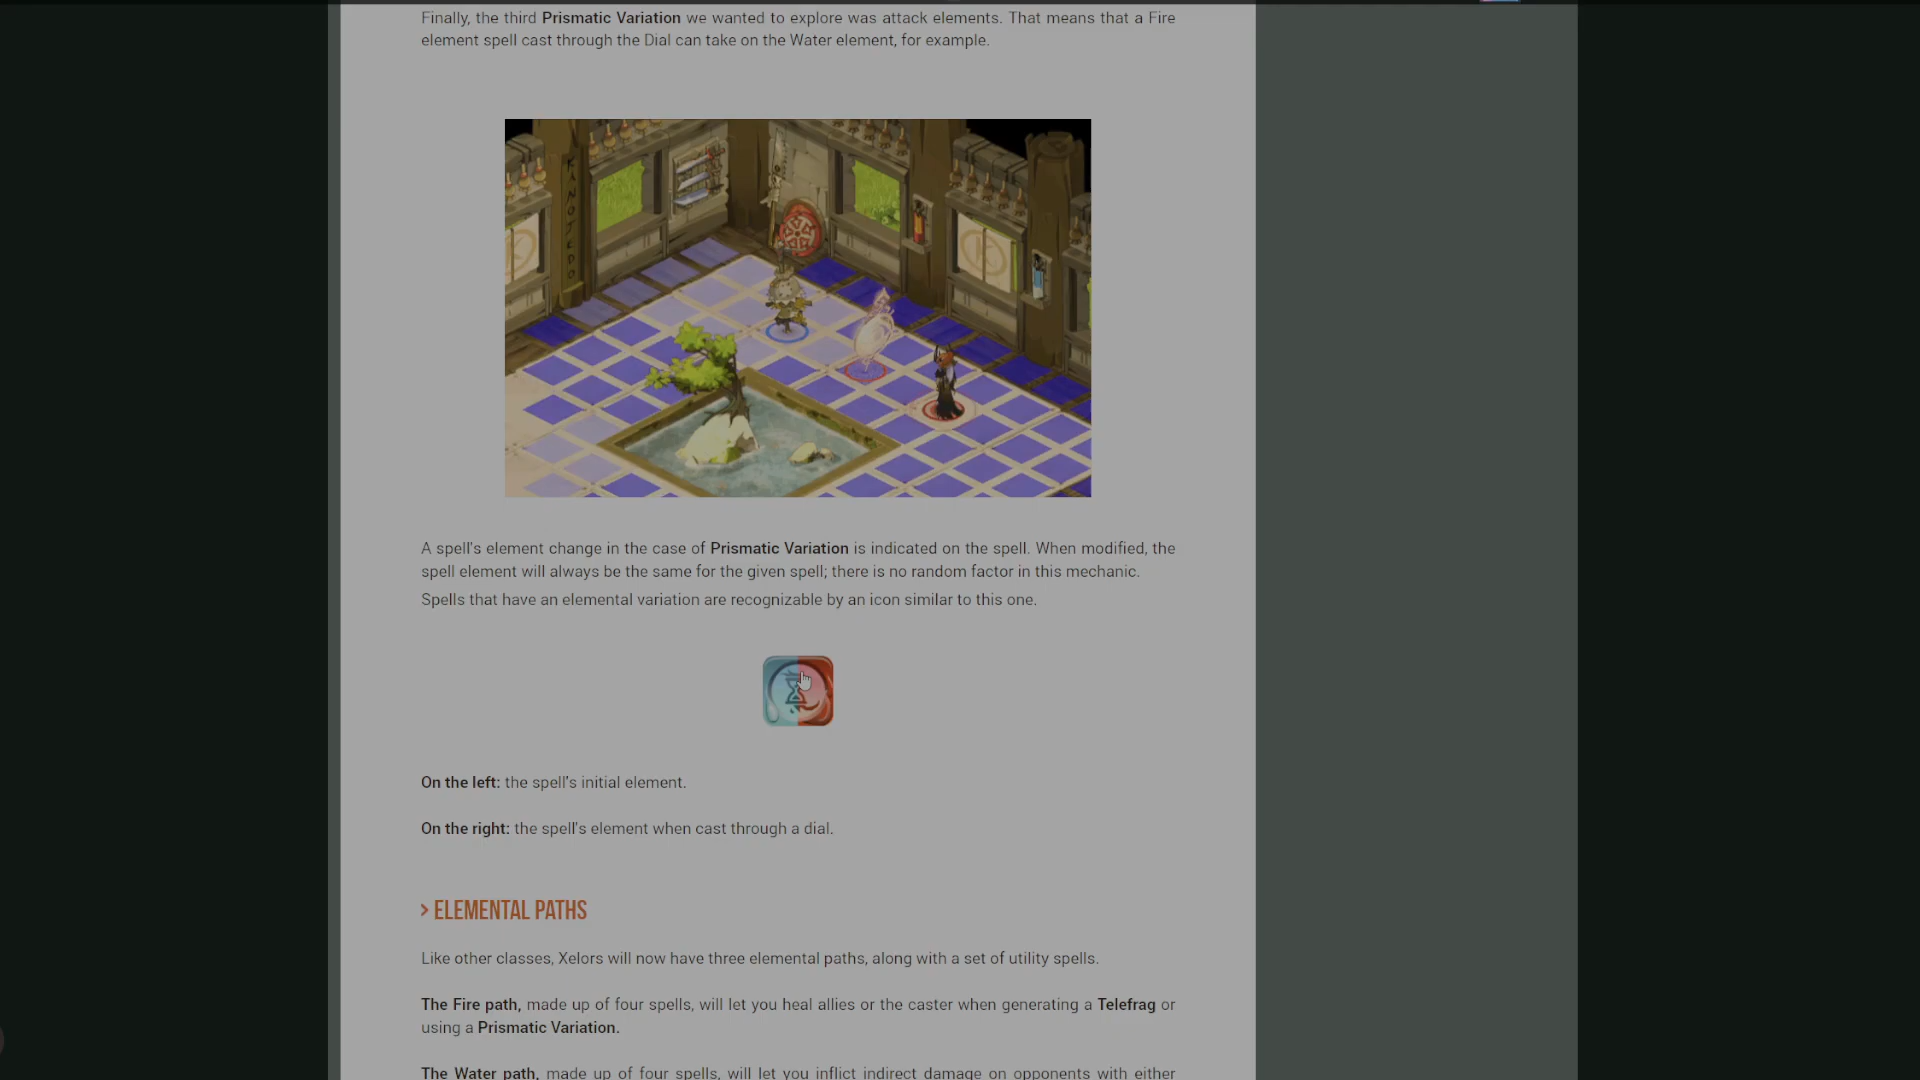 Finally, the third Prismatic Variation we wanted to explore was attack elements. That means that a Fire
element spell cast through the Dial can take on the Water element, for example.
KANOJEDO
A spell's element change in the case of Prismatic Variation is indicated on the spell. When modified, the
spell element will always be the same for the given spell; there is no random factor in this mechanic.
Spells that have an elemental variation are recognizable by an icon similar to this one.
On the left: the spell's initial element.
On the right: the spell's element when cast through a dial.
> ELEMENTAL PATHS
Like other classes, Xelors will now have three elemental paths, along with a set of utility spells.
The Fire path, made up of four spells, will let you heal allies or the caster when generating a Telefrag or
using a Prismatic Variation.
The Water path, made up of four spells, will let you inflict indirect damage on opponents with either